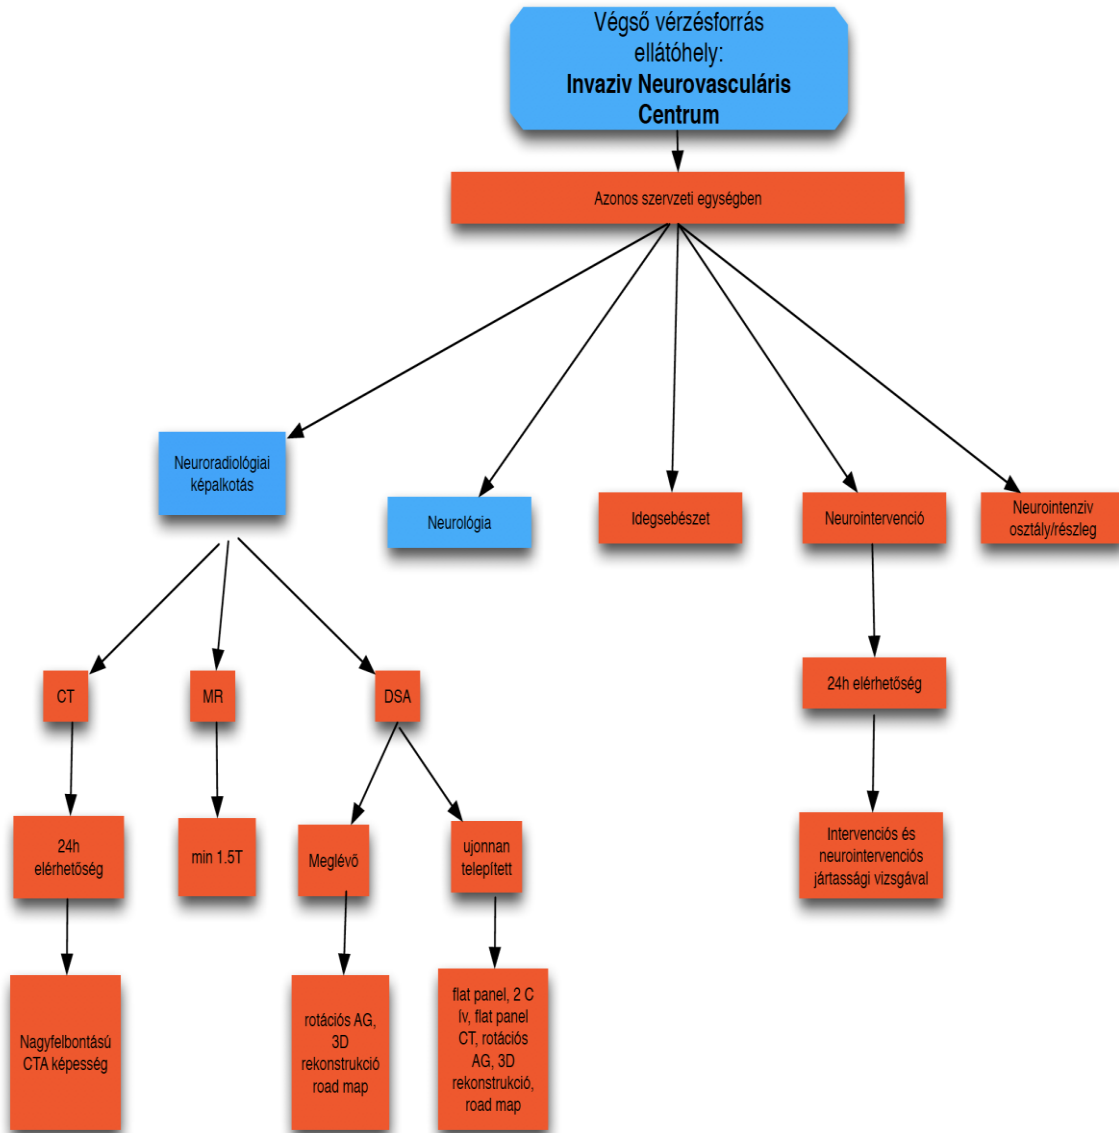 Végső vérzésforrás
ellátóhely:
Invaziv Neurovasculáris
Centrum
Azonos szervzeti egységben
Neuroradiológiai
képalkotás
Neurológia
Idegsebészet
Neurointervenció
Neurointenziv
osztály/részleg
CT
MR
DSA
24h elérhetőség
24h
elérhetőség
min 1.5T
Meglévő
ujonnan
telepített
Intervenciós és
neurointervenciós
jártassági vizsgával
Nagyfelbontású
CTA képesség
rotációs AG,
3D
rekonstrukció
road map
flat panel, 2 C
ív, flat panel
CT, rotációs
AG, 3D
rekonstrukció,
road map